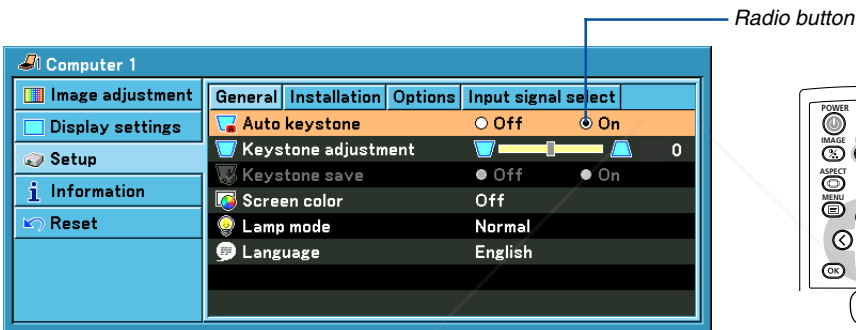 Radio button
Computer 1
Image adjustment
Display settings
Setup
Information
Reset
General Installation Options Input signal select
Auto keystone Off On
Keystone adjustment 0
Keystone save Off On
Screen color Off
Lamp mode Normal
Language English
POWER
IMAGE
ASPECT
MENU
OK